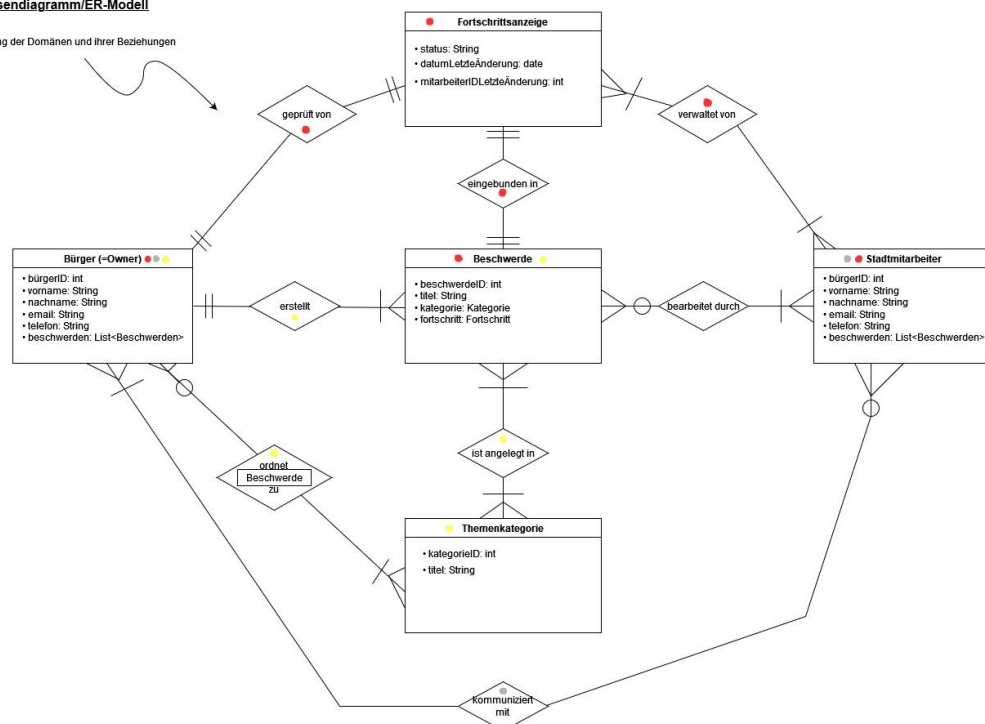 sendiagramm/ER-Modell
ng der Domänen und ihrer Beziehungen
Fortschrittsanzeige
• status: String
• datumLetzteÄnderung: date
• mitarbeiterIDLetzteÄnderung: int
geprüft von
verwaltet von
eingebunden in
Bürger (=Owner)
• bürgerID: int
• vorname: String
• nachname: String
• email: String
• telefon: String
• beschwerden: List<Beschwerden>
erstellt
Beschwerde
• beschwerdeID: int
• titel: String
• kategorie: Kategorie
• fortschritt: Fortschritt
bearbeitet durch
Stadtmitarbeiter
• bürgerID: int
• vorname: String
• nachname: String
• email: String
• telefon: String
• beschwerden: List<Beschwerden>
ordnet
Beschwerde
zu
ist angelegt in
Themenkategorie
• kategorieID: int
• titel: String
kommuniziert
mit